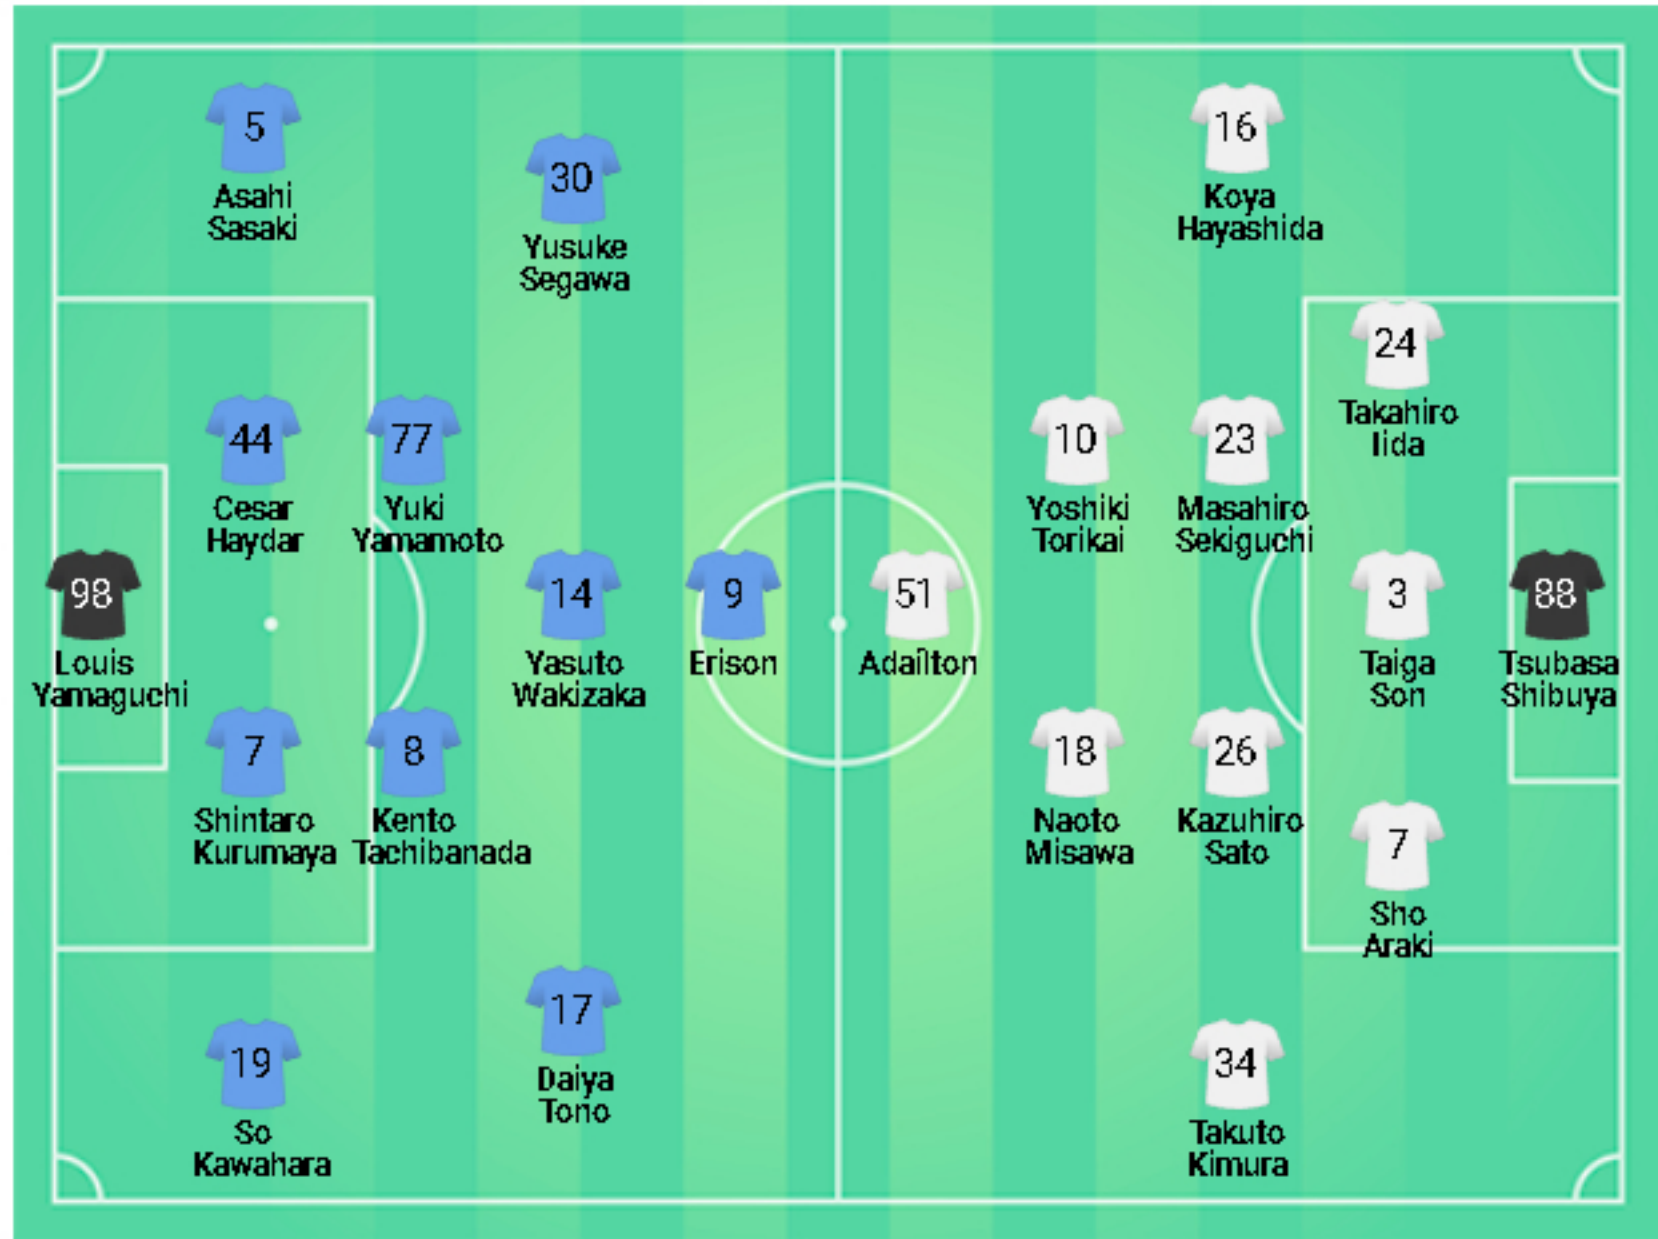 5
Asahi
Sasaki
30
Yusuke
Segawa
44
Cesar
Haydar
77
Yuki
Yamamoto
98
Louis
Yamaguchi
14
Yasuto
Wakizaka
9
Erison
7
Shintaro
Kurumaya
8
Kento
Tachibanada
17
Daiya
Tono
19
So
Kawahara
16
Koya
Hayashida
24
Takahiro
Iida
10
Yoshiki
Torikai
23
Masahiro
Sekiguchi
51
Adaílton
3
Taiga
Son
88
Tsubasa
Shibuya
18
Naoto
Misawa
26
Kazuhiro
Sato
7
Sho
Araki
34
Takuto
Kimura